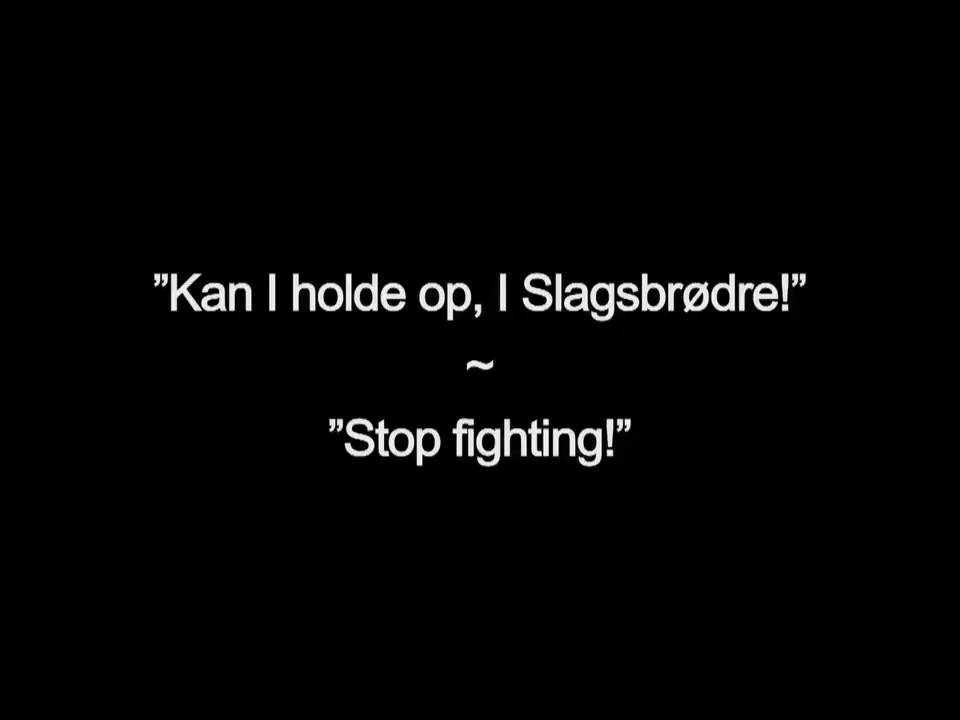 ”Kan I holde op, I Slagsbrødre!”
~
”Stop fighting!”